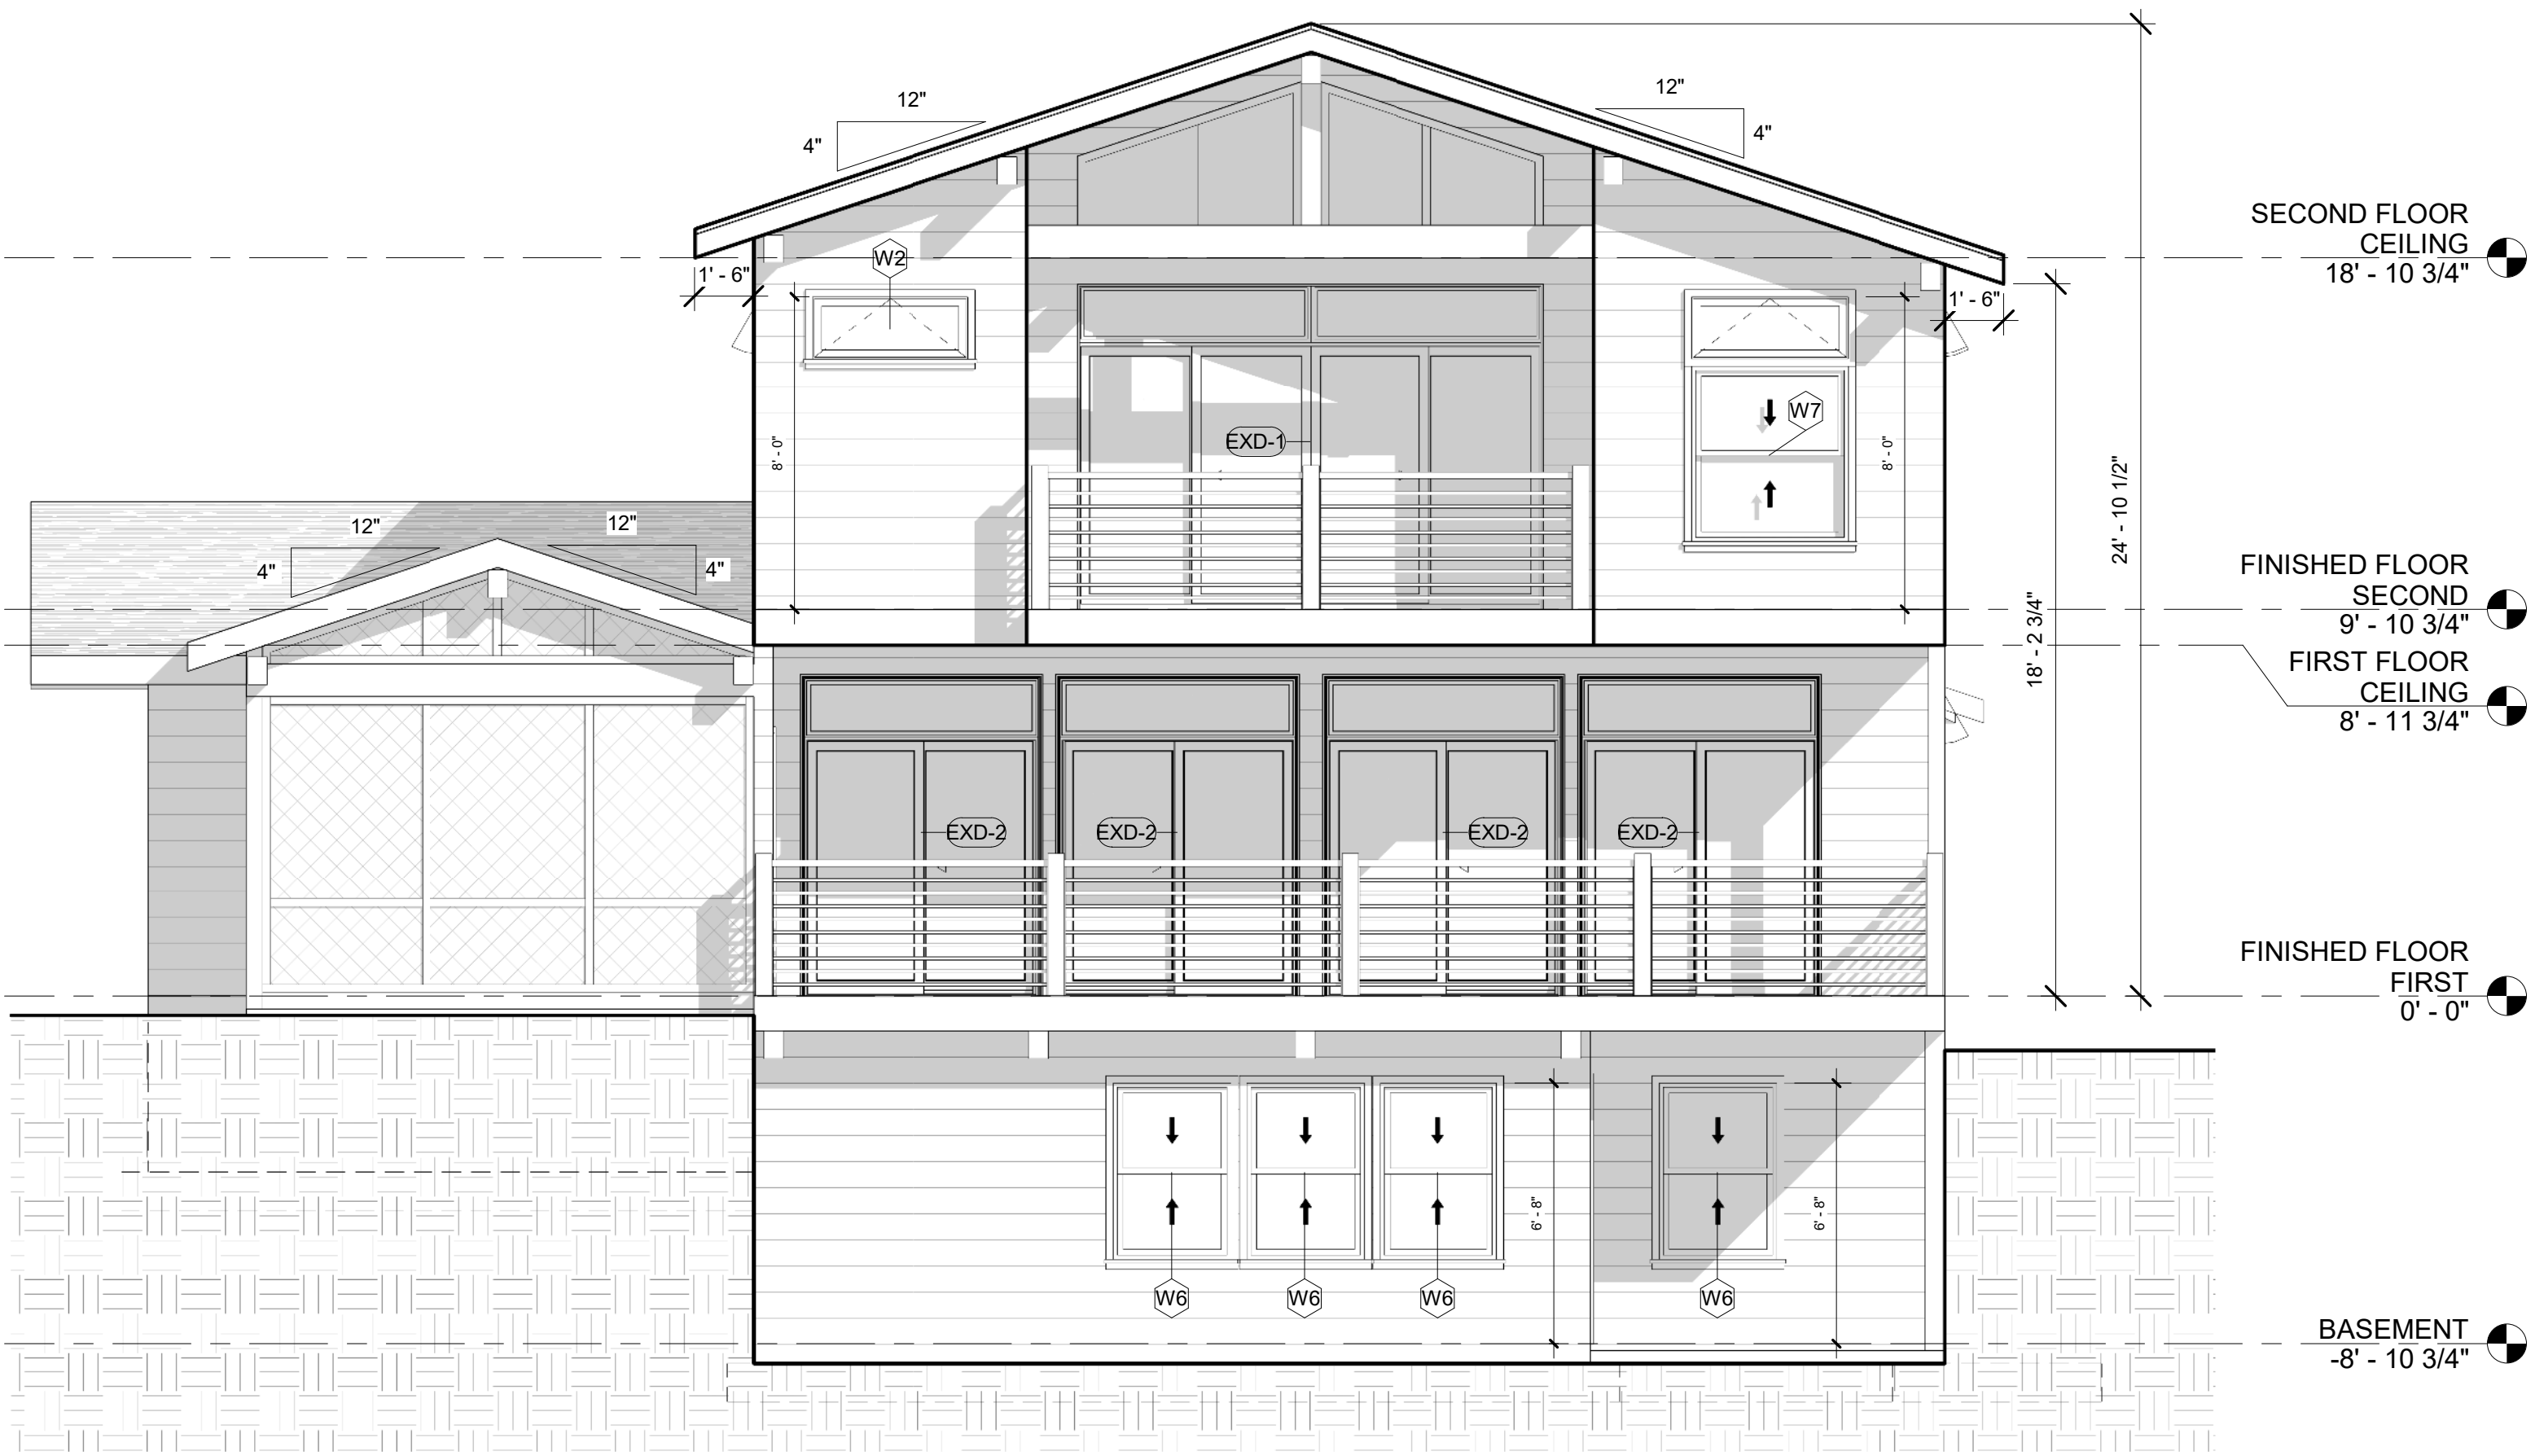 12"
4"
12"
4"
SECOND FLOOR
CEILING
18' - 10 3/4"
W2
1' - 6"
1' - 6"
8' - 0"
EXD-1
W7
8' - 0"
24' - 10 1/2"
12"
4"
12"
4"
FINISHED FLOOR
SECOND
9' - 10 3/4"
18' - 2 3/4"
FIRST FLOOR
CEILING
8' - 11 3/4"
EXD-2
EXD-2
EXD-2
EXD-2
FINISHED FLOOR
FIRST
0' - 0"
6' - 8"
6' - 8"
W6
W6
W6
W6
BASEMENT
-8' - 10 3/4"